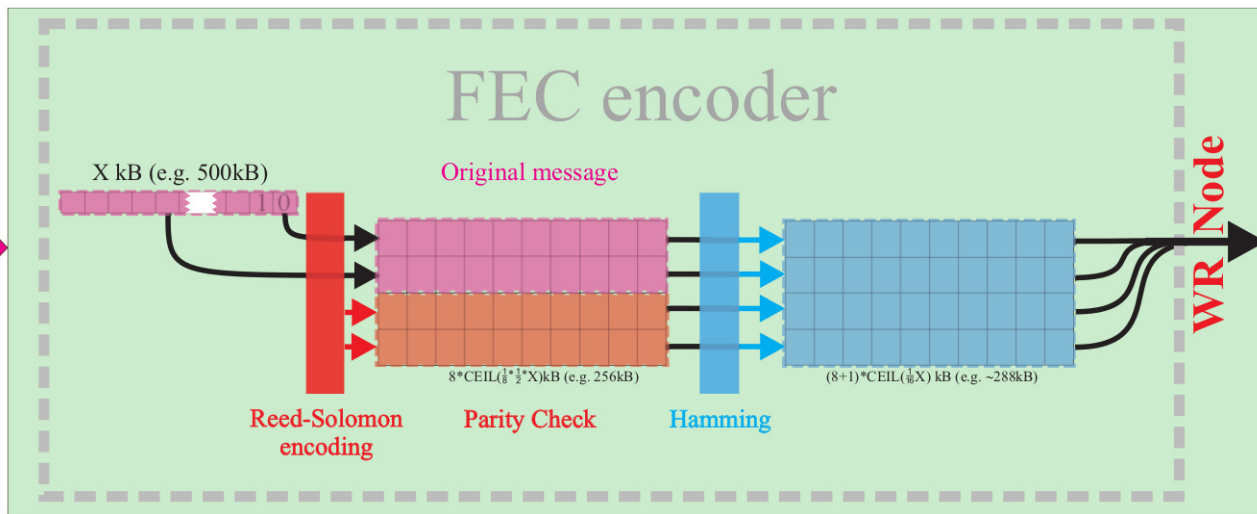 FEC encoder
X kB (e.g. 500kB)
Original message
1 0
WR Node
8*CEIL(⅛*½*X)kB (e.g. 256kB)
(8+1)*CEIL(1/16X) kB (e.g. ~288kB)
Reed-Solomon
encoding
Parity Check
Hamming